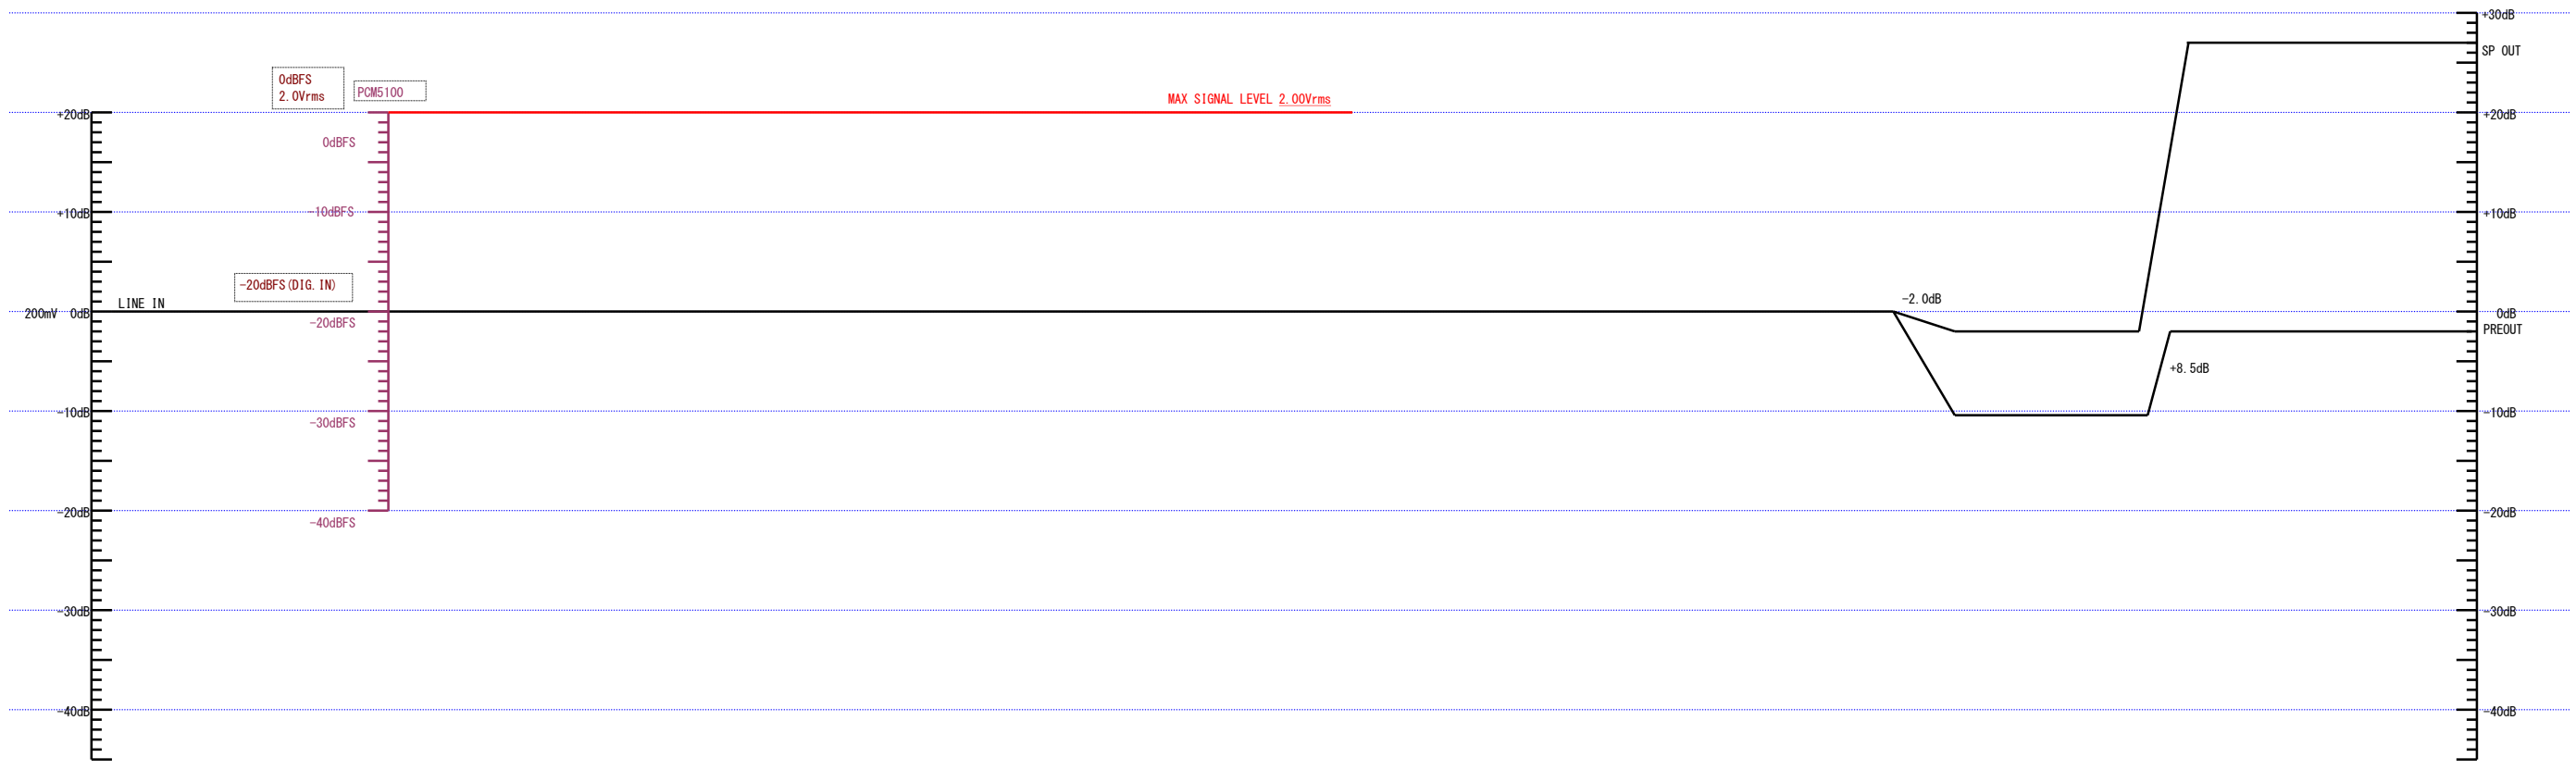 +30dB
SP OUT
0dBFS
2.0Vrms
PCM5100
MAX SIGNAL LEVEL 2.00Vrms
+20dB
+20dB
0dBFS
+10dB
-10dBFS
+10dB
-20dBFS(DIG.IN)
LINE IN
-2.0dB
200mV 0dB
-20dBFS
0dB
PREOUT
+8.5dB
-10dB
-30dBFS
-10dB
-20dB
-40dBFS
-20dB
-30dB
-30dB
-40dB
-40dB